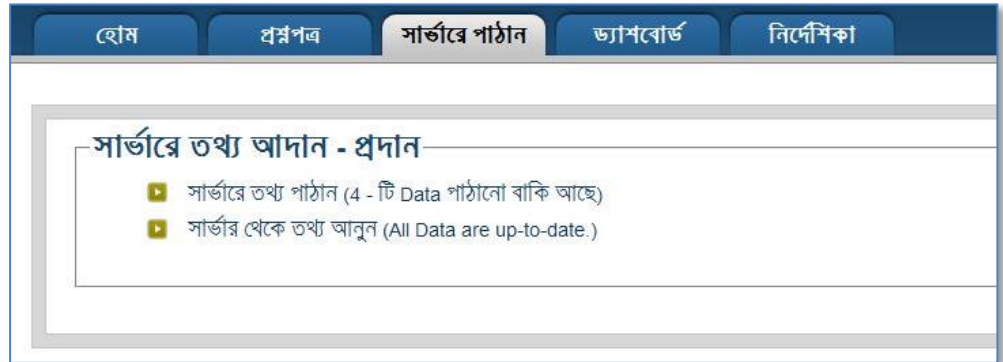 হোম প্রশ্নপত্র সার্ভারে পাঠান ড্যাশবোর্ড নির্দেশিকা
সার্ভারে তথ্য আদান - প্রদান
সার্ভারে তথ্য পাঠান (4 - টি Data পাঠানো বাকি আছে)
সার্ভার থেকে তথ্য আনুন (All Data are up-to-date.)